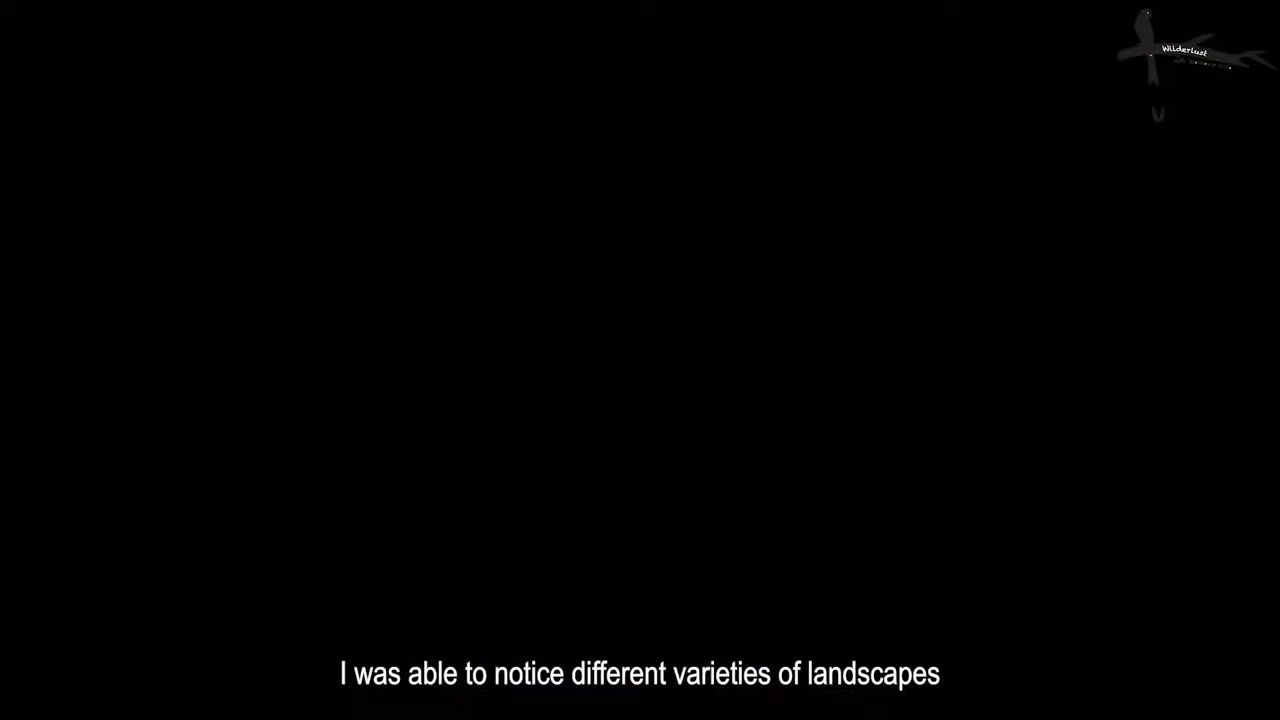 Wilderlust
I was able to notice different varieties of landscapes